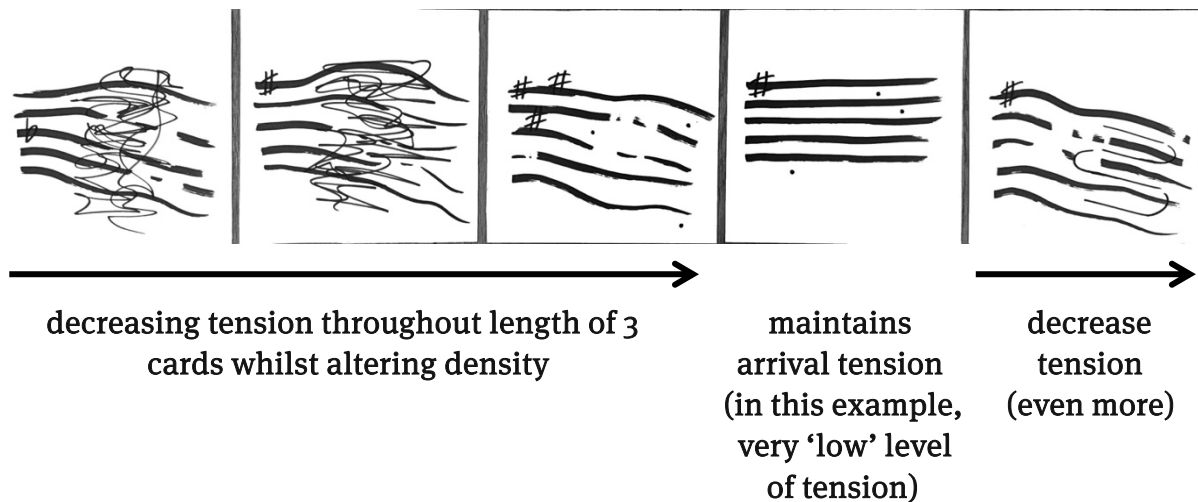 decreasing tension throughout length of 3
cards whilst altering density
maintains
arrival tension
(in this example,
very ‘low’ level
of tension)
decrease
tension
(even more)